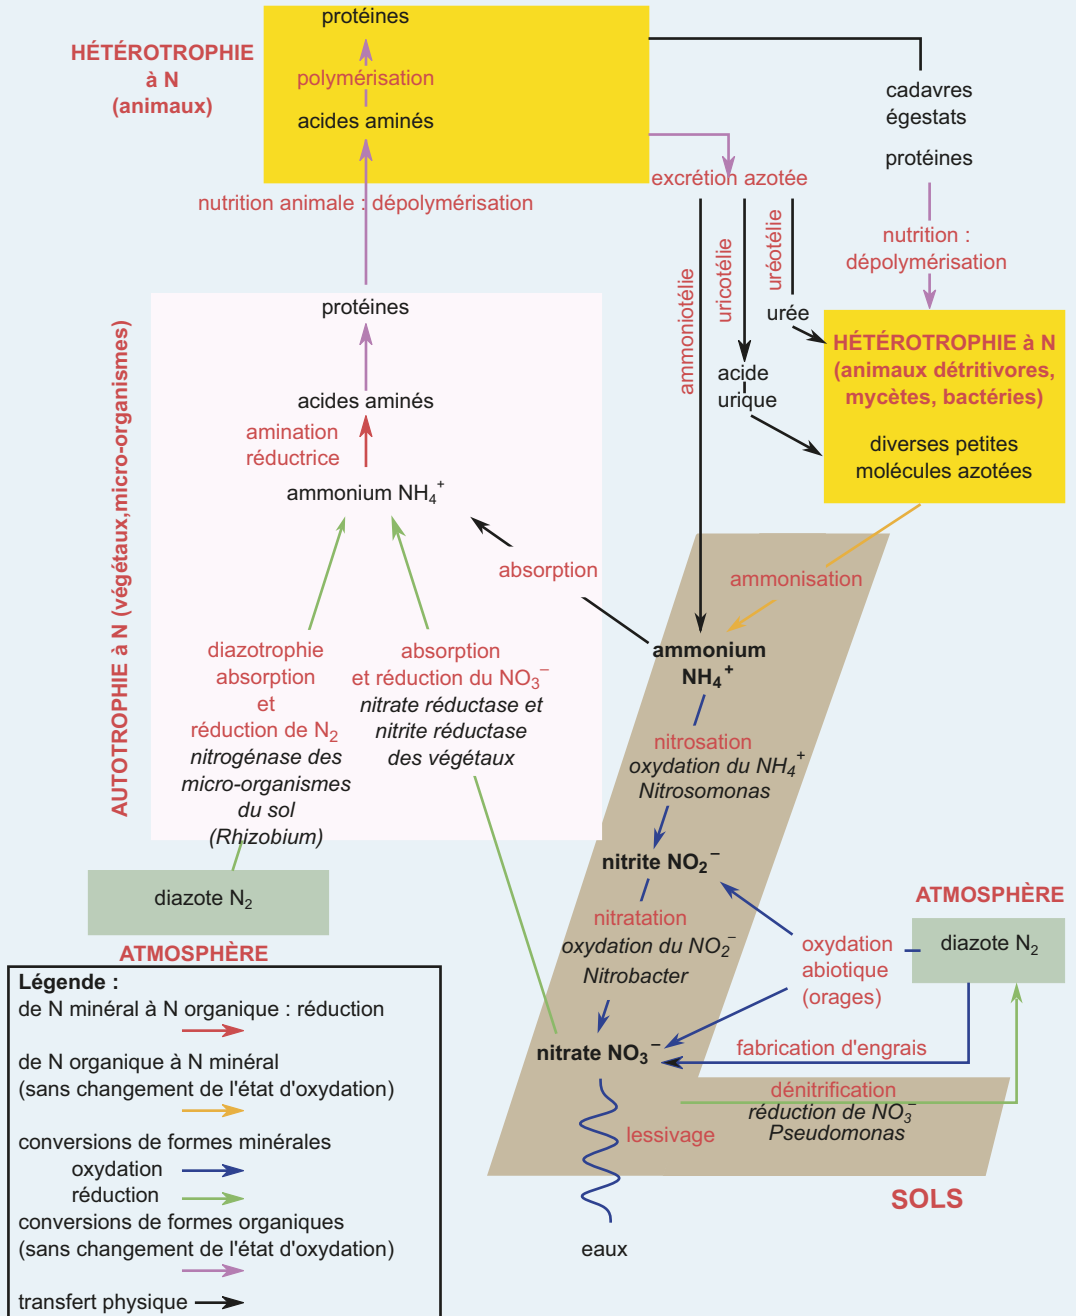 HÉTÉROTROPHIE
à N
(animaux)
protéines
polymérisation
acides aminés
nutrition animale : dépolymérisation
cadavres
égestats
protéines
excrétion azotée
nutrition :
dépolymérisation
ammoniotélie
uricotélie
uréotélie
urée
acide
urique
HÉTÉROTROPHIE à N
(animaux détritivores,
mycètes, bactéries)
diverses petites
molécules azotées
AUTOTROPHIE à N (végétaux,micro-organismes)
protéines
acides aminés
amination
réductrice
ammonium NH₄⁺
absorption
ammonisation
diazotrophie
absorption
et
réduction de N₂
nitrogénase des
micro-organismes
du sol
(Rhizobium)
absorption
et réduction du NO₃⁻
nitrate réductase et
nitrite réductase
des végétaux
ammonium
NH₄⁺
nitrosation
oxydation du NH₄⁺
Nitrosomonas
nitrite NO₂⁻
nitratation
oxydation du NO₂⁻
Nitrobacter
nitrate NO₃⁻
diazote N₂
ATMOSPHÈRE
ATMOSPHÈRE
diazote N₂
oxydation
abiotique
(orages)
fabrication d'engrais
dénitrification
réduction de NO₃⁻
Pseudomonas
lessivage
SOLS
eaux
Légende :
de N minéral à N organique : réduction
de N organique à N minéral
(sans changement de l'état d'oxydation)
conversions de formes minérales
oxydation
réduction
conversions de formes organiques
(sans changement de l'état d'oxydation)
transfert physique